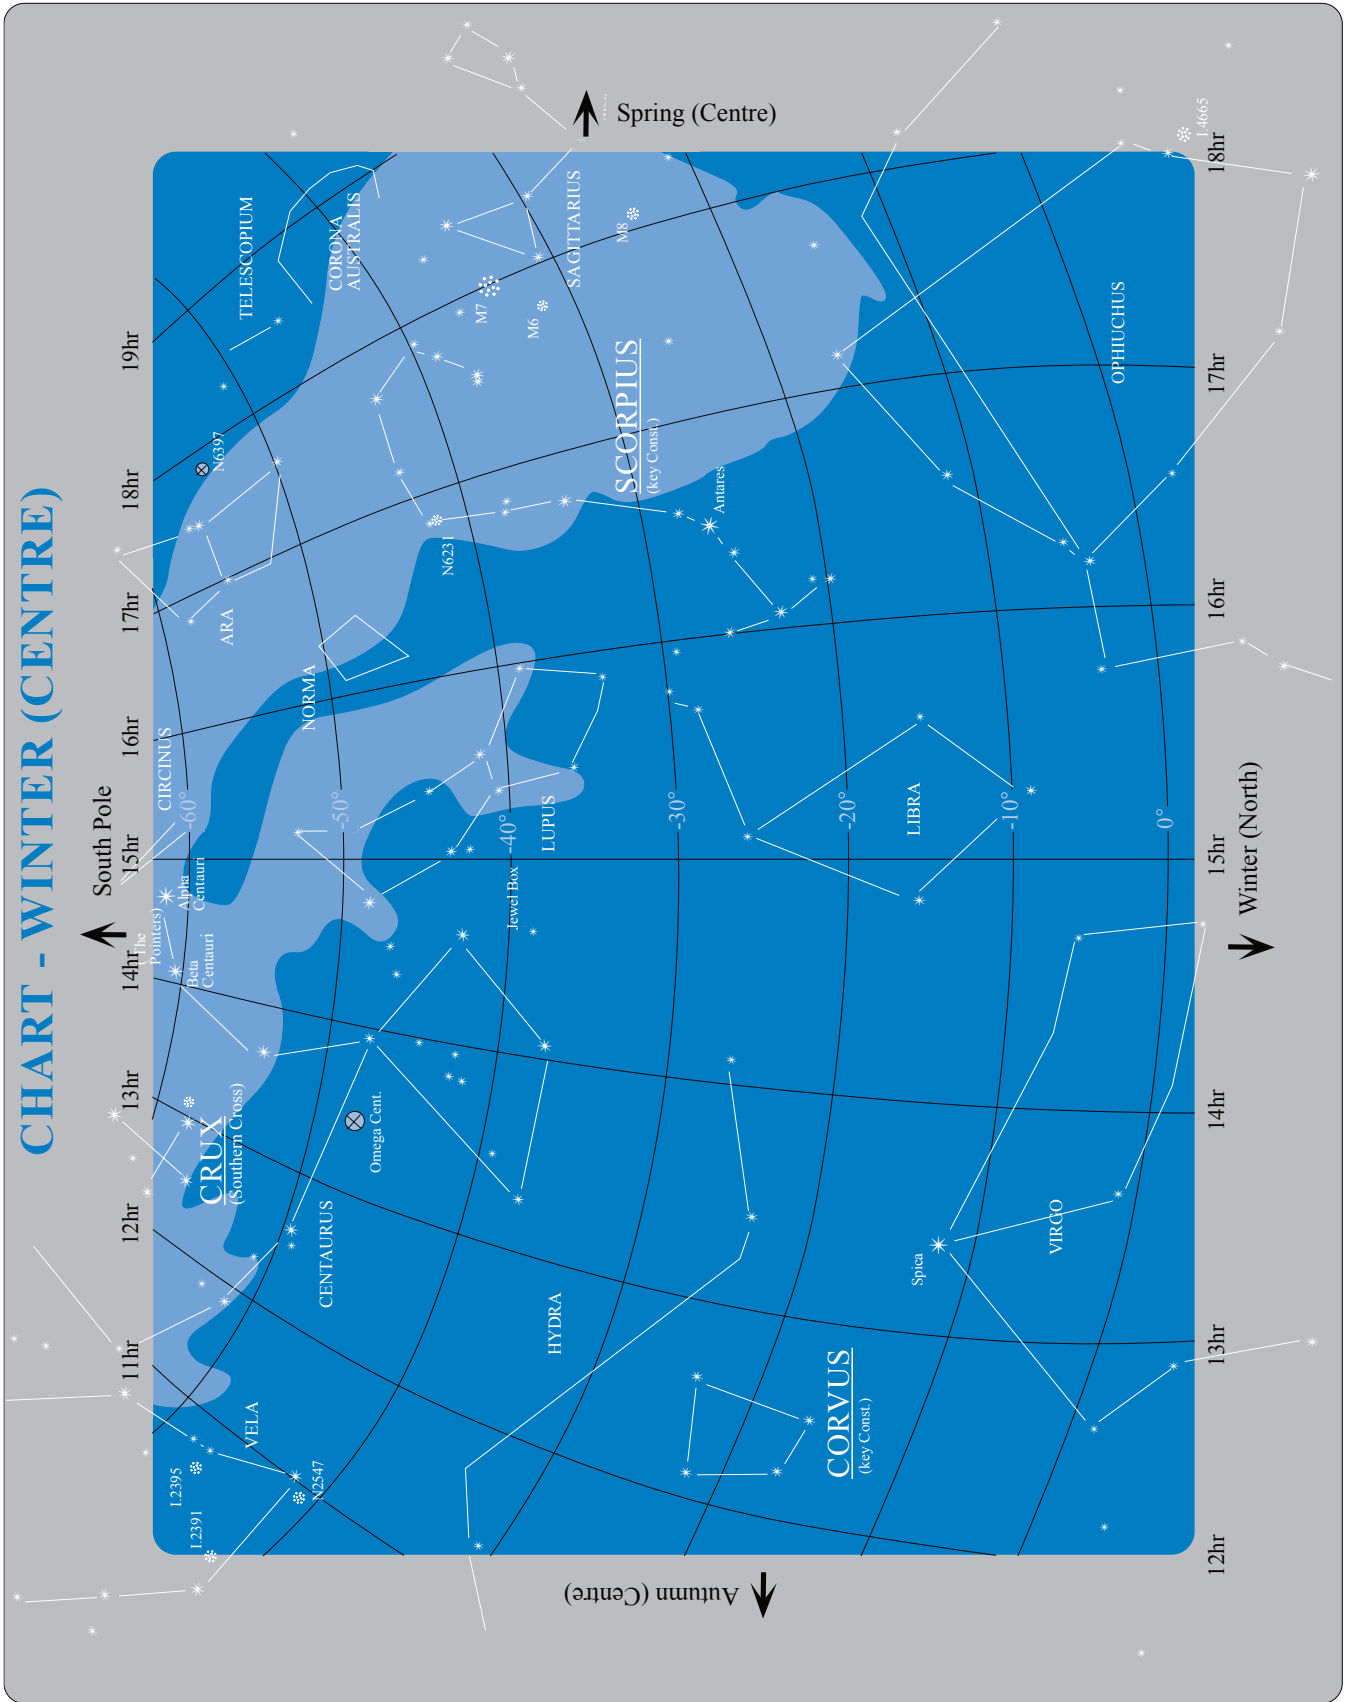 CHART - WINTER (CENTRE)
South Pole
11hr
12hr
13hr
14hr
15hr
16hr
17hr
18hr
19hr
Spring (Centre)
I.4665
TELESCOPIUM
CORONA
AUSTRALIS
SAGITTARIUS
M8
M7
M6
N6397
SCORPIUS
(key Const.)
Antares
OPHIUCHUS
N6231
ARA
NORMA
CIRCINUS
LUPUS
LIBRA
-60°
-50°
-40°
-30°
-20°
-10°
0°
Alpha
Centauri
(The
Pointers)
Beta
Centauri
Jewel Box
CRUX
(Southern Cross)
Omega Cent.
CENTAURUS
HYDRA
Spica
VIRGO
CORVUS
(key Const.)
VELA
I.2395
I.2391
N2547
12hr
13hr
14hr
15hr
16hr
17hr
18hr
Winter (North)
Autumn (Centre)